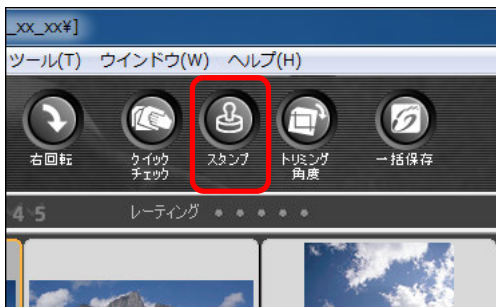 _xx_xx¥]
ツール(T) ウインドウ(W) ヘルプ(H)
右回転
クイック
チェック
スタンプ
トリミング
角度
一括保存
4 5 レーティング